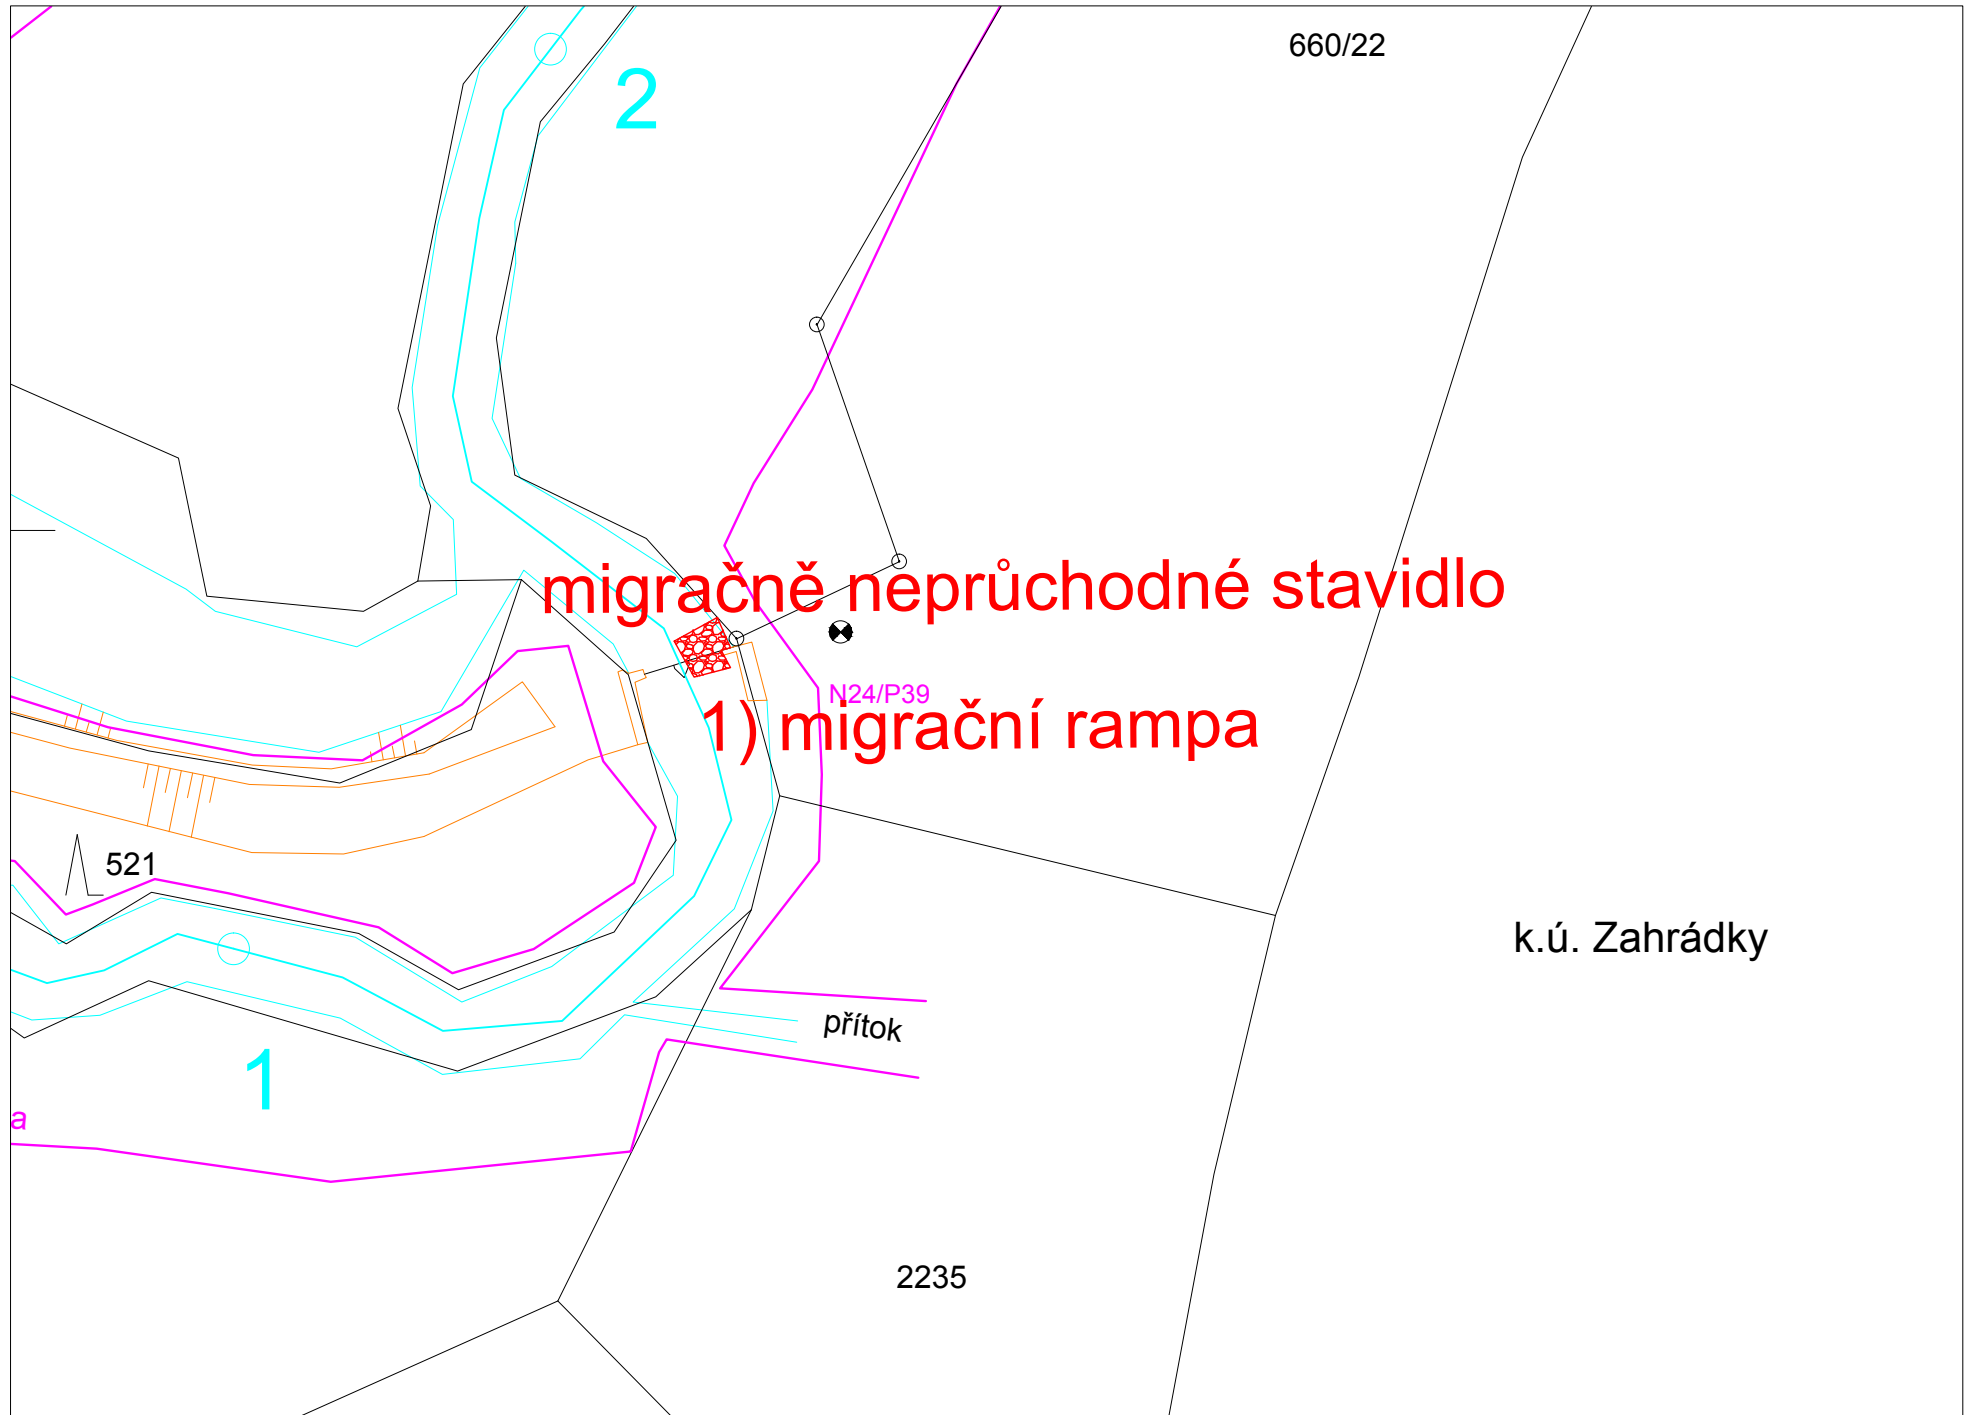 660/22
2
migračně neprůchodné stavidlo
N24/P39
1) migrační rampa
521
k.ú. Zahrádky
přítok
1
a
2235